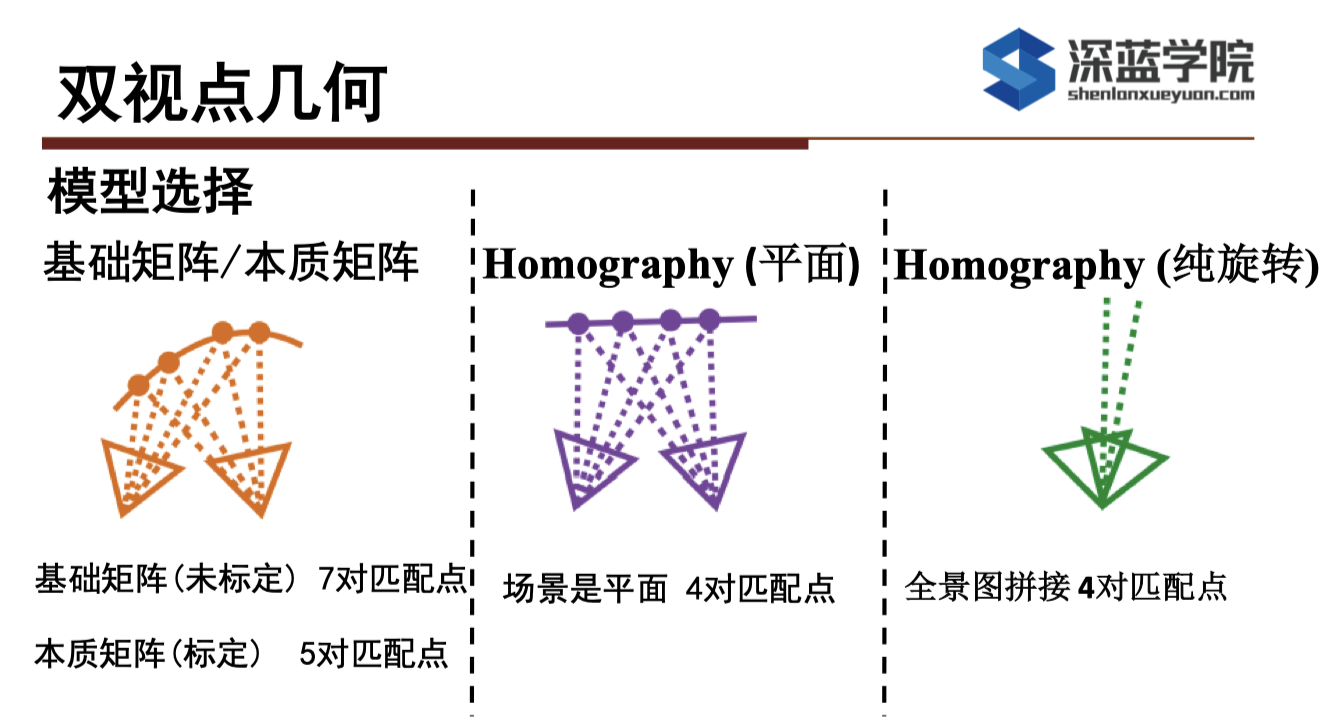 双视点几何
深蓝学院
shenlanxueyuan.com
模型选择
基础矩阵/本质矩阵
Homography (平面)
Homography (纯旋转)
基础矩阵(未标定) 7对匹配点
本质矩阵(标定) 5对匹配点
场景是平面 4对匹配点
全景图拼接 4对匹配点